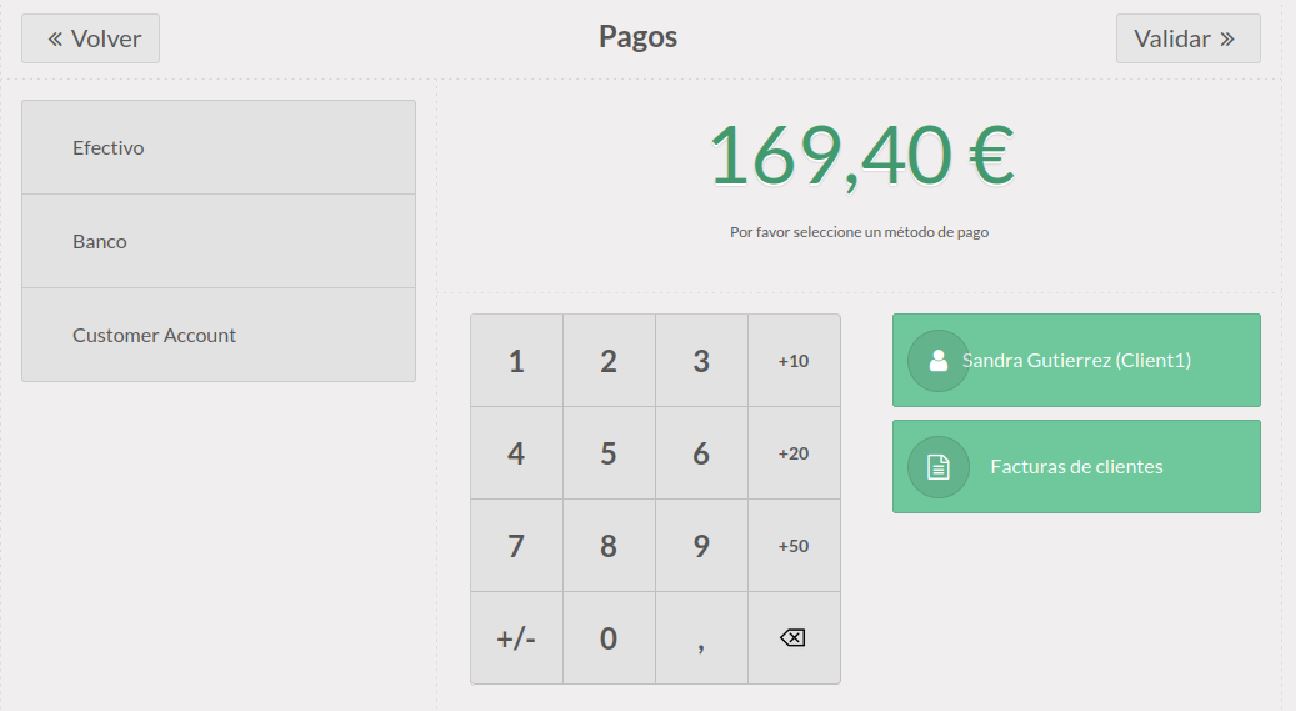 « Volver
Pagos
Validar »
Efectivo
Banco
Customer Account
169,40 €
Por favor seleccione un método de pago
1 2 3 +10
4 5 6 +20
7 8 9 +50
+/- 0 ,
Sandra Gutierrez (Client1)
Facturas de clientes